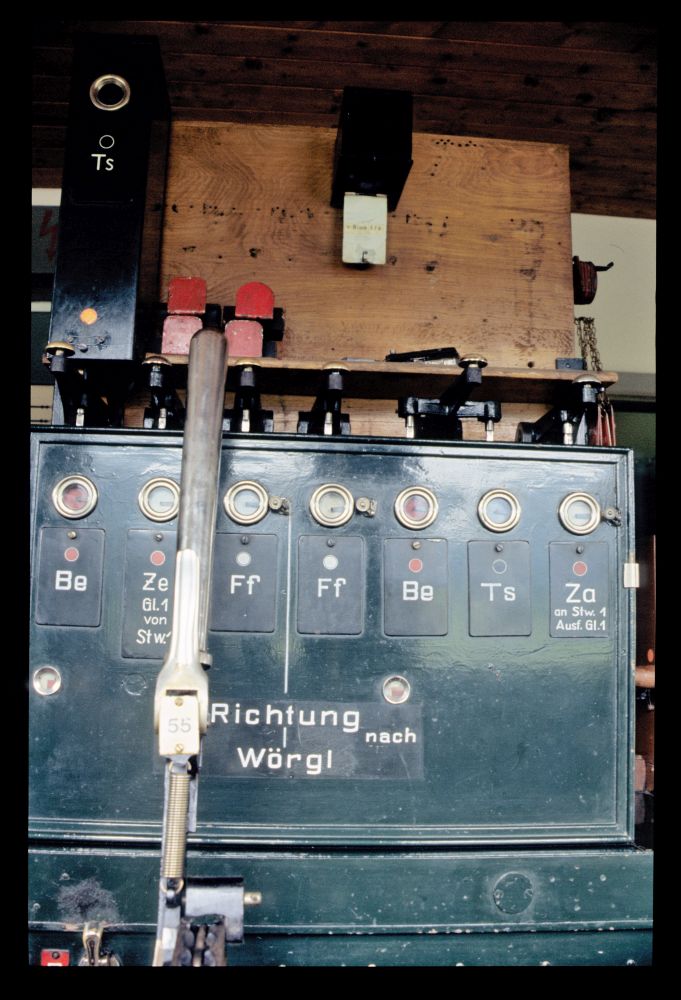 Ts
Be
Ze
Gl.1
von
Stw.
Ff
Ff
Be
Ts
Za
an Stw. 1
Ausf. Gl.1
Richtung
nach
Wörgl
55